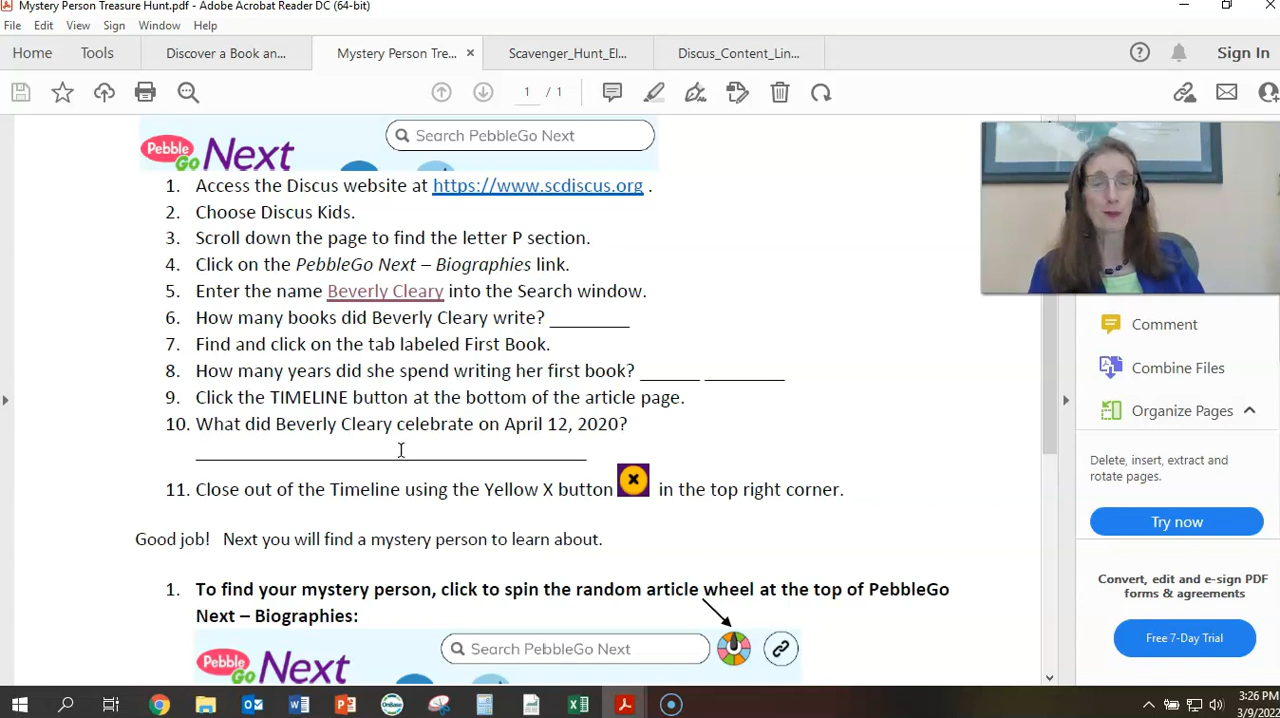 Mystery Person Treasure Hunt.pdf - Adobe Acrobat Reader DC (64-bit)
File Edit View Sign Window Help
Home Tools Discover a Book an... Mystery Person Tre... × Scavenger_Hunt_El... Discus_Content_Lin... Sign In
1 / 1
Pebble Go Next Search PebbleGo Next
1. Access the Discus website at https://www.scdiscus.org .
2. Choose Discus Kids.
3. Scroll down the page to find the letter P section.
4. Click on the PebbleGo Next – Biographies link.
5. Enter the name Beverly Cleary into the Search window.
6. How many books did Beverly Cleary write? ________
7. Find and click on the tab labeled First Book.
8. How many years did she spend writing her first book? ______ ________
9. Click the TIMELINE button at the bottom of the article page.
10. What did Beverly Cleary celebrate on April 12, 2020?
11. Close out of the Timeline using the Yellow X button X in the top right corner.
Good job! Next you will find a mystery person to learn about.
1. To find your mystery person, click to spin the random article wheel at the top of PebbleGo
Next – Biographies:
Pebble Go Next Search PebbleGo Next
Comment
Combine Files
Organize Pages
Delete, insert, extract and
rotate pages.
Try now
Convert, edit and e-sign PDF
forms & agreements
Free 7-Day Trial
3:26 PM
3/9/2022